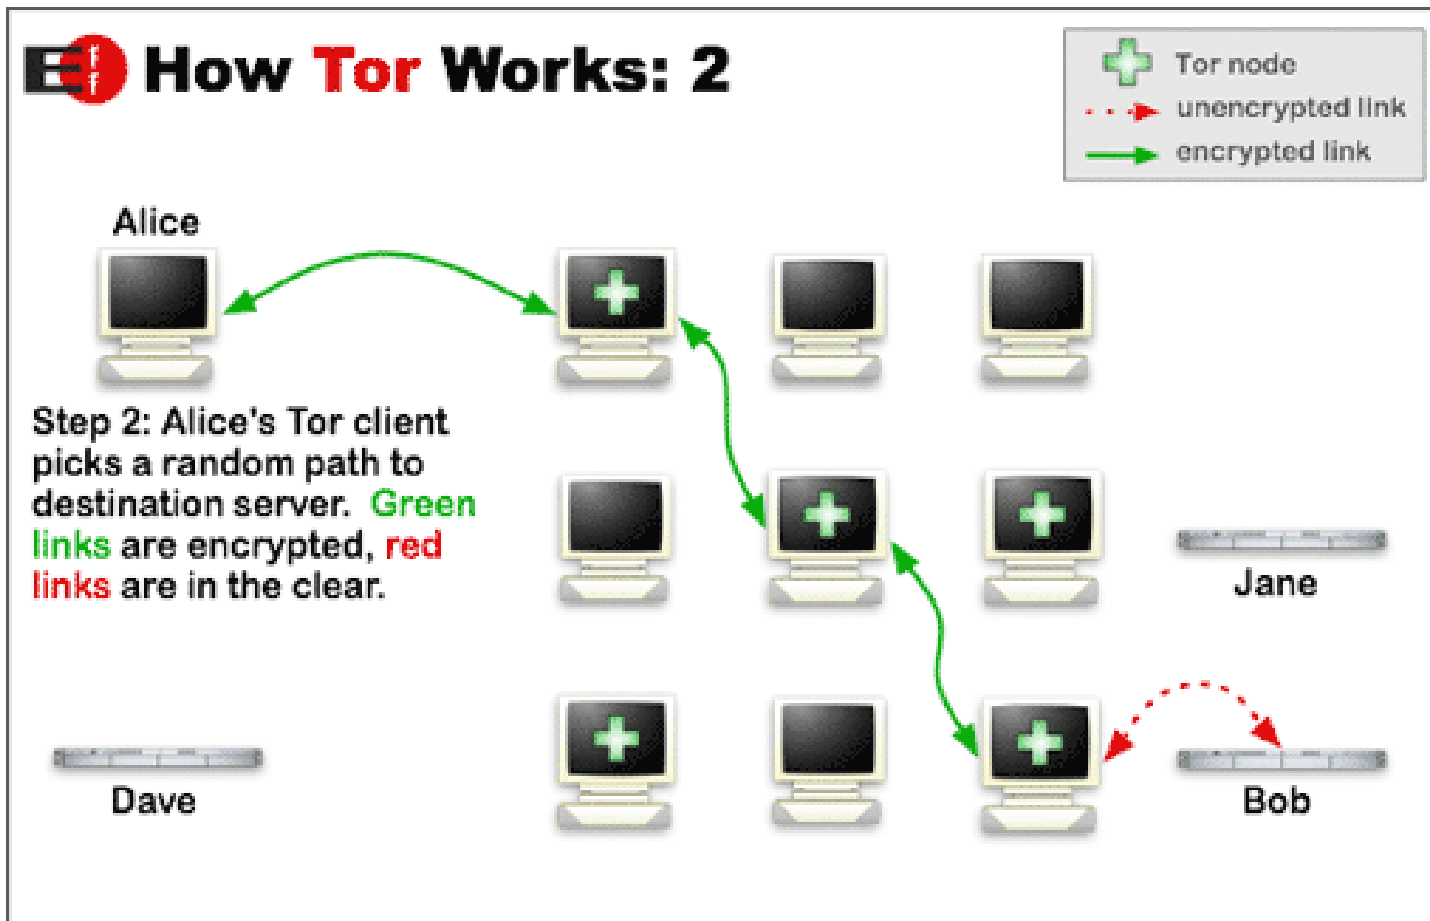 EFF How Tor Works: 2
Tor node
unencrypted link
encrypted link
Alice
Step 2: Alice's Tor client
picks a random path to
destination server. Green
links are encrypted, red
links are in the clear.
Jane
Dave
Bob